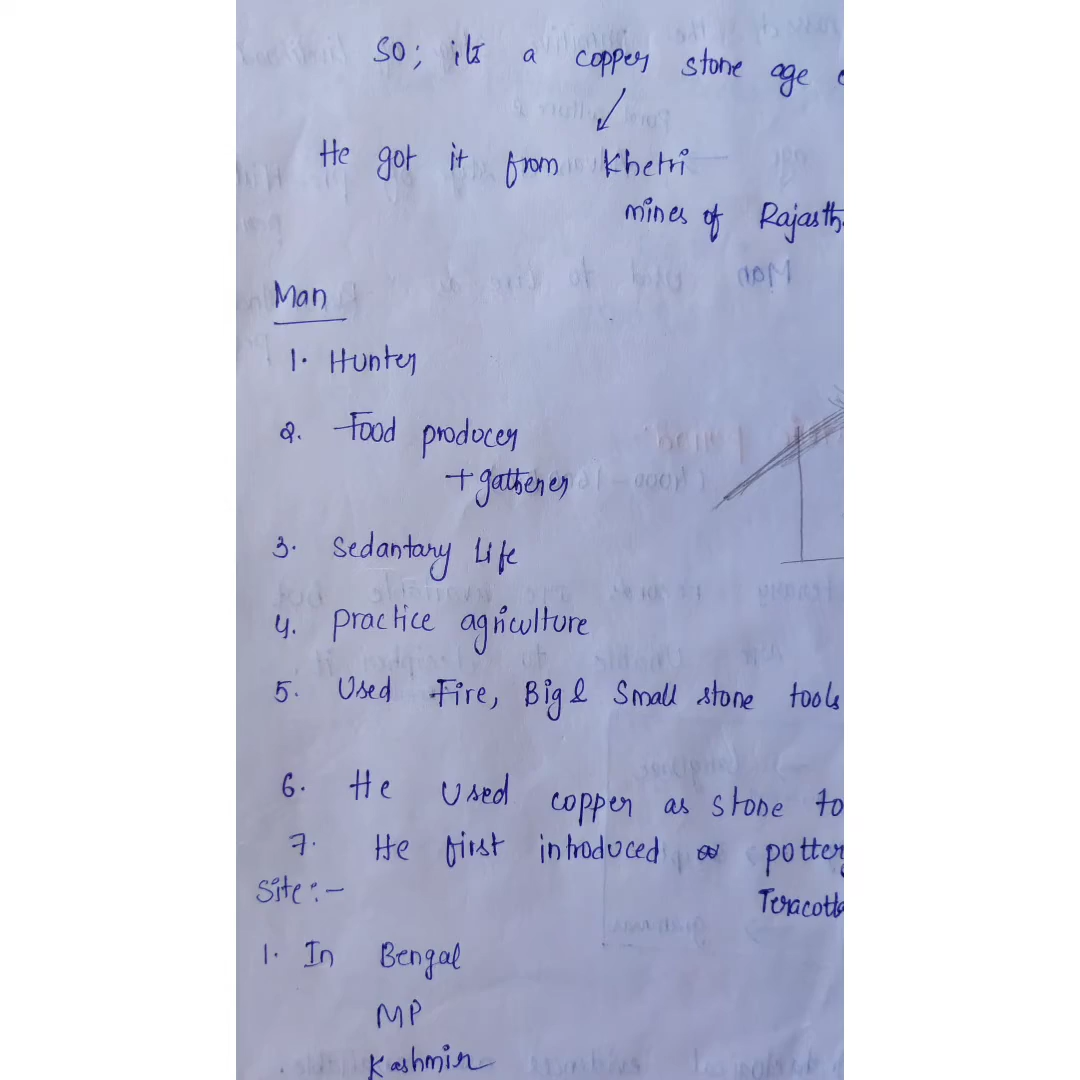 So; its a copper stone age
He got it from Khetri
mines of Rajasth
Man
1. Hunter
2. Food producer
+ gatherer
3. Sedantary Life
4. practice agriculture
5. Used Fire, Big & Small stone tools
6. He used copper as stone to
7. He first introduced potter
Teracotta
Site:-
1. In Bengal
MP
Kashmir